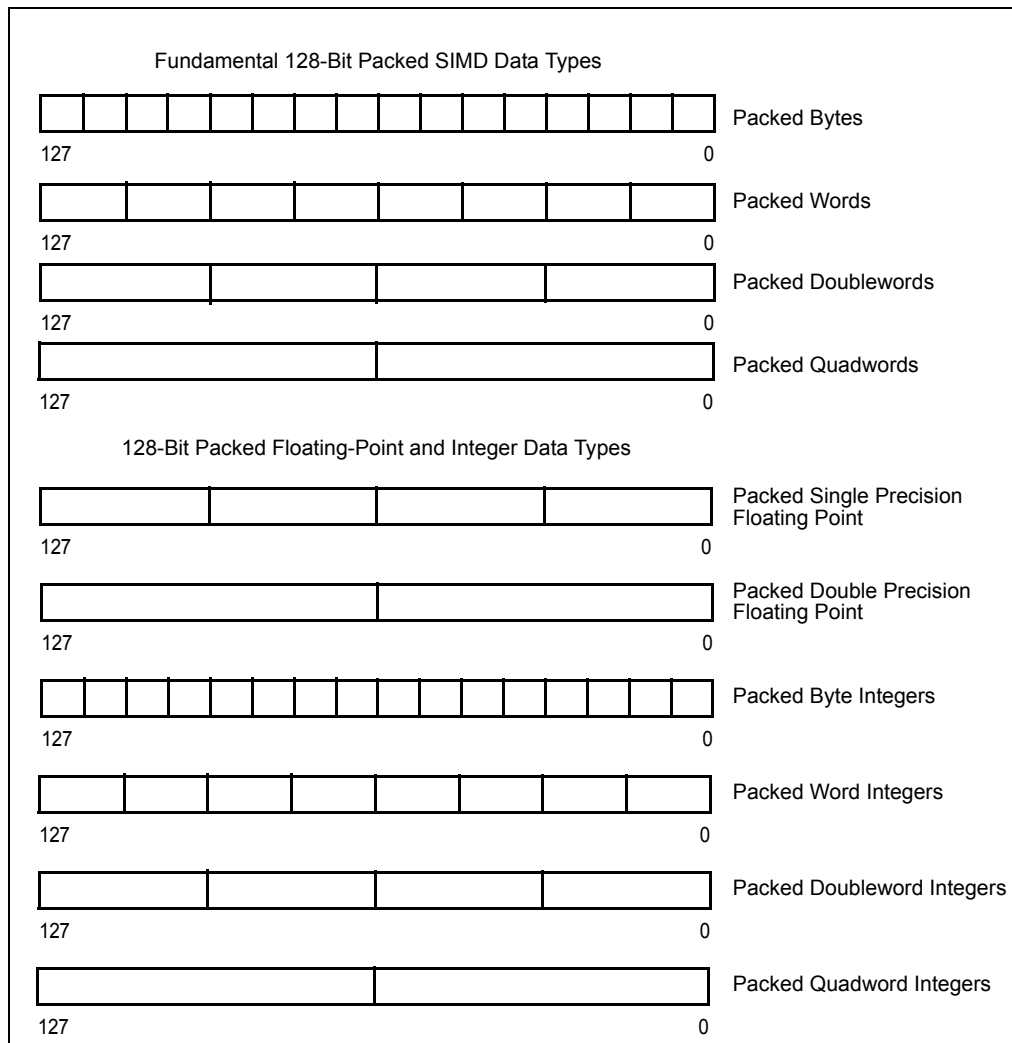 Fundamental 128-Bit Packed SIMD Data Types
Packed Bytes
127 0
Packed Words
127 0
Packed Doublewords
127 0
Packed Quadwords
127 0
128-Bit Packed Floating-Point and Integer Data Types
Packed Single Precision
Floating Point
127 0
Packed Double Precision
Floating Point
127 0
Packed Byte Integers
127 0
Packed Word Integers
127 0
Packed Doubleword Integers
127 0
Packed Quadword Integers
127 0